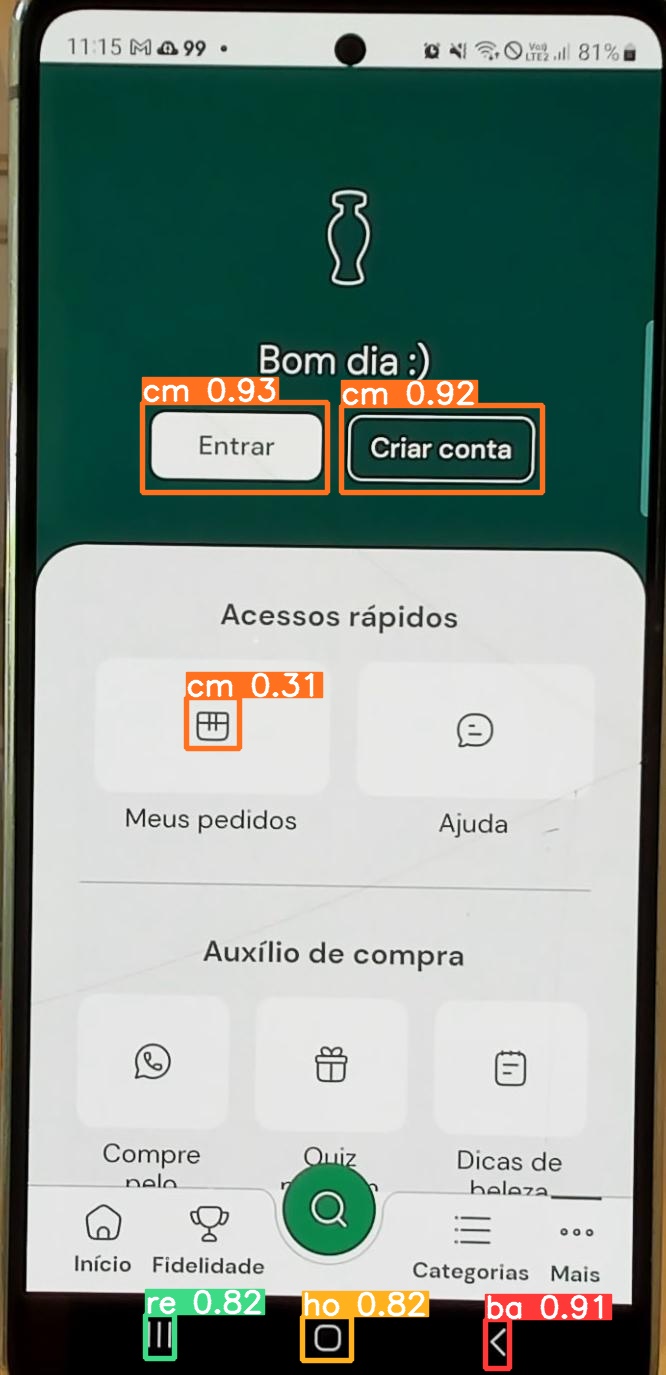 11:15 99 81%
Vo))
LTE2
Bom dia :)
cm 0.93 cm 0.92
Entrar Criar conta
Acessos rápidos
cm 0.31
Meus pedidos Ajuda
Auxílio de compra
Compre Quiz Dicas de
pelo beleza
Início Fidelidade Categorias Mais
re 0.82 ho 0.82 ba 0.91